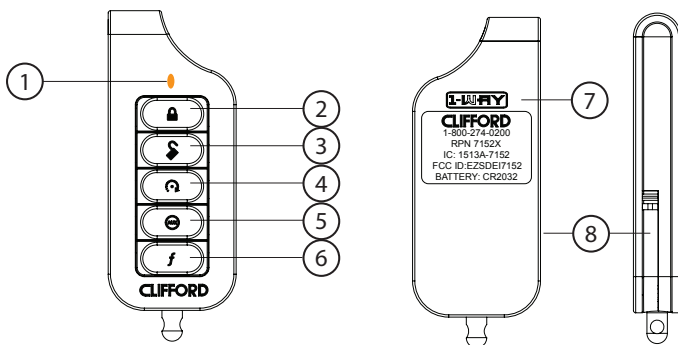 1
2
3
4
5
6
AUX
f
CLIFFORD
1-WAY
CLIFFORD
1-800-274-0200
RPN 7152X
IC: 1513A-7152
FCC ID:EZSDEI7152
BATTERY: CR2032
7
8